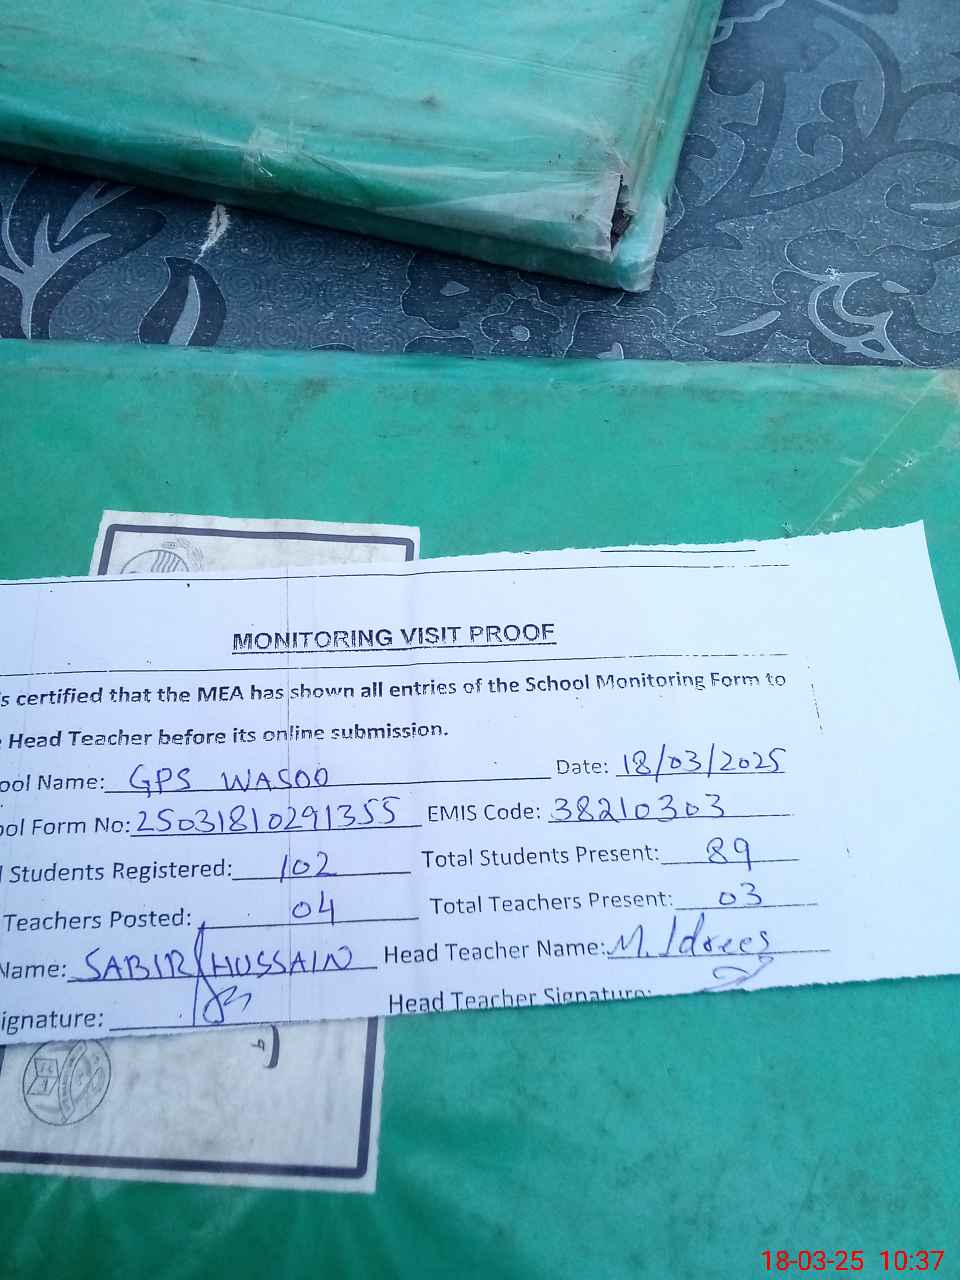 MONITORING VISIT PROOF
s certified that the MEA has shown all entries of the School Monitoring Form to
Head Teacher before its online submission.
ool Name: GPS WASOO Date: 18/03/2025
ool Form No: 25031810291355 EMIS Code: 38210303
l Students Registered: 102 Total Students Present: 89
Teachers Posted: 04 Total Teachers Present: 03
Name: SABIR HUSSAIN Head Teacher Name: M. Idrees
ignature: Head Teacher Signature:
18-03-25 10:37